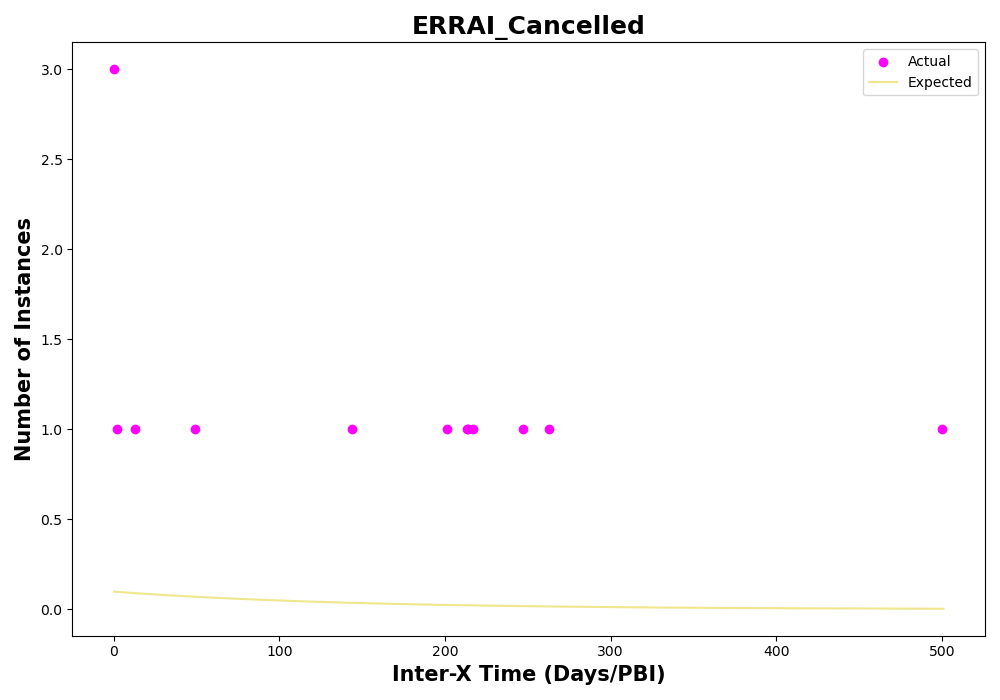 ERRAI_Cancelled
Actual
Expected
Number of Instances
3.0
2.5
2.0
1.5
1.0
0.5
0.0
0 100 200 300 400 500
Inter-X Time (Days/PBI)